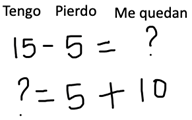 Tengo Pierdo Me quedan
15 - 5 = ?
? = 5 + 10